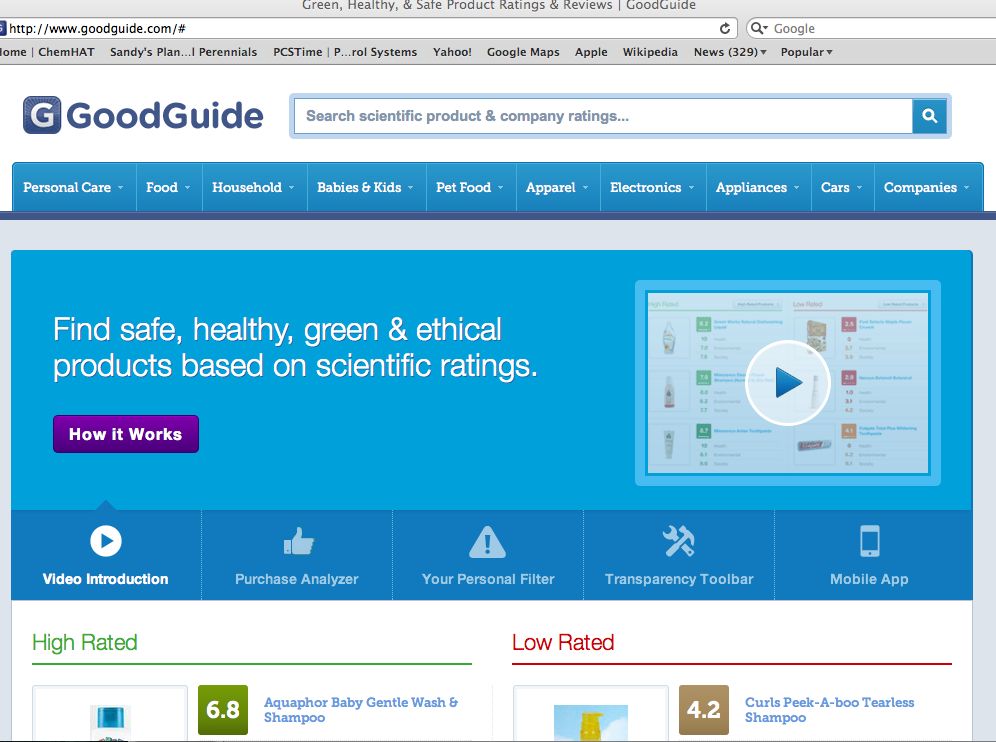 Green, Healthy, & Safe Product Ratings & Reviews | GoodGuide
http://www.goodguide.com/#
Google
ome | ChemHAT Sandy's Plan...l Perennials PCSTime | P...rol Systems Yahoo! Google Maps Apple Wikipedia News (329) Popular
G GoodGuide
Search scientific product & company ratings...
Personal Care Food Household Babies & Kids Pet Food Apparel Electronics Appliances Cars Companies
Find safe, healthy, green & ethical
products based on scientific ratings.
How it Works
High Rated Low Rated
Video Introduction Purchase Analyzer Your Personal Filter Transparency Toolbar Mobile App
High Rated
Low Rated
6.8
Aquaphor Baby Gentle Wash &
Shampoo
4.2
Curls Peek-A-boo Tearless
Shampoo